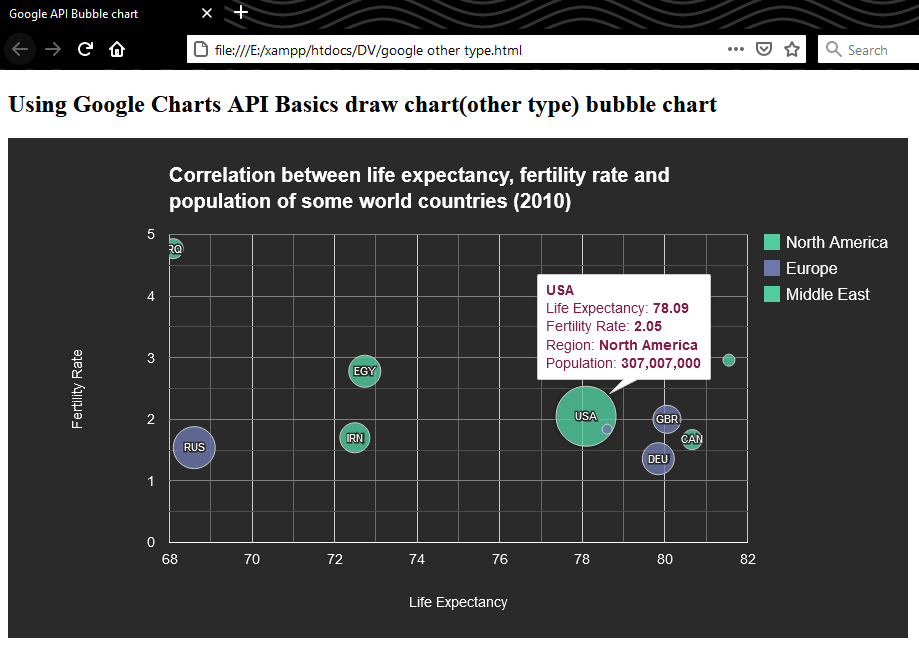 Google API Bubble chart
file:///E:/xampp/htdocs/DV/google other type.html
Search
Using Google Charts API Basics draw chart(other type) bubble chart
Correlation between life expectancy, fertility rate and
population of some world countries (2010)
North America
Europe
Middle East
Fertility Rate
5
4
3
2
1
0
RQ
EGY
IRN
RUS
USA
GBR
CAN
DEU
USA
Life Expectancy: 78.09
Fertility Rate: 2.05
Region: North America
Population: 307,007,000
68 70 72 74 76 78 80 82
Life Expectancy